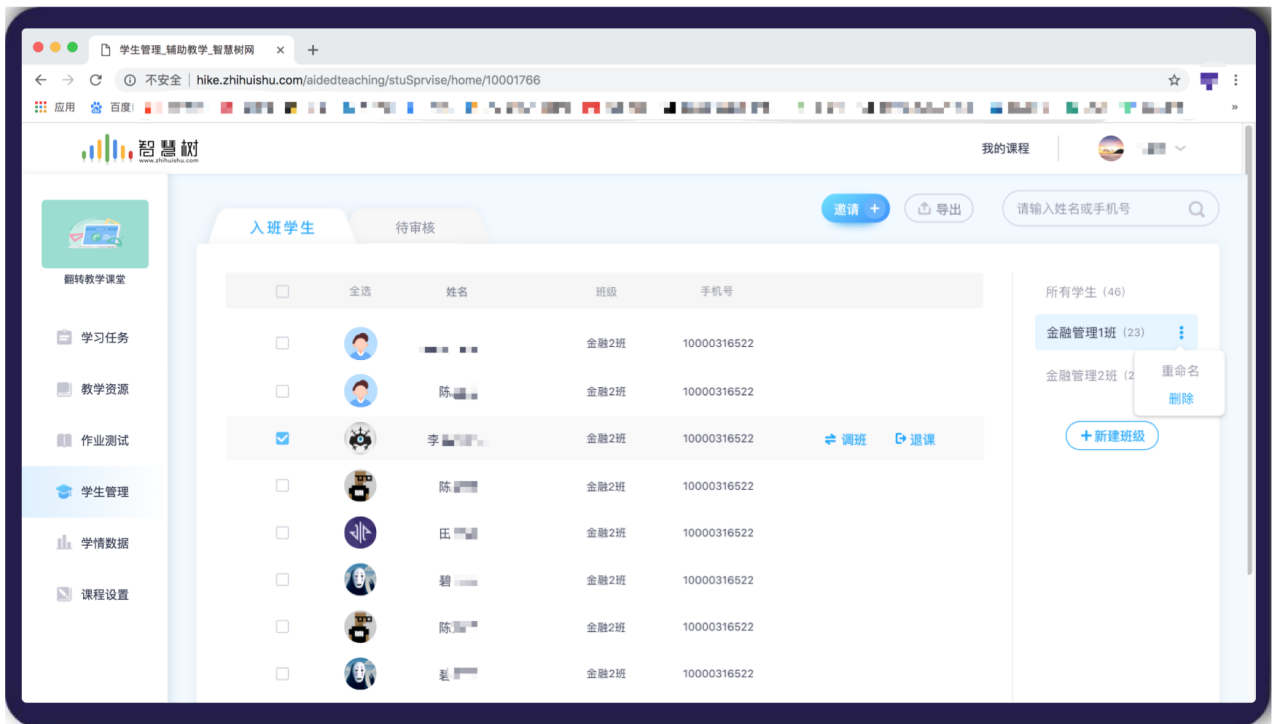 学生管理_辅助教学_智慧树网
不安全 hike.zhihuishu.com/aidedteaching/stuSprvise/home/10001766
应用 百度
智慧树
www.zhihuishu.com
我的课程
翻转教学课堂
学习任务
教学资源
作业测试
学生管理
学情数据
课程设置
入班学生 待审核 邀请 + 导出 请输入姓名或手机号
全选 姓名 班级 手机号
金融2班 10000316522
陈 金融2班 10000316522
李 金融2班 10000316522 调班 退课
陈 金融2班 10000316522
田 金融2班 10000316522
碧 金融2班 10000316522
陈 金融2班 10000316522
金融2班 10000316522
所有学生 (46)
金融管理1班 (23)
金融管理2班 (2
重命名
删除
+新建班级